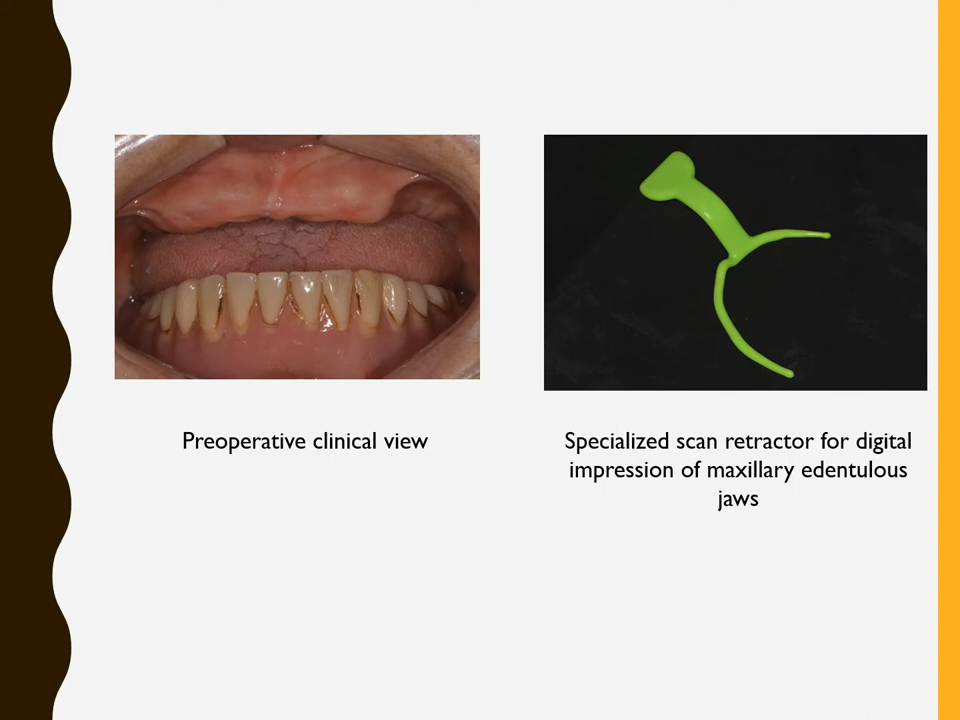 Preoperative clinical view
Specialized scan retractor for digital
impression of maxillary edentulous
jaws